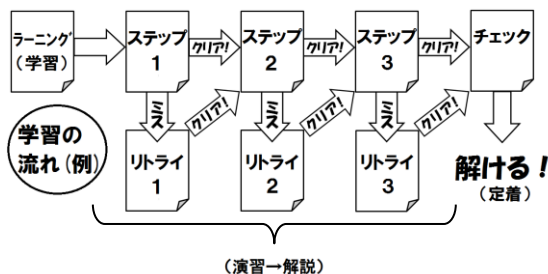 ラーニング
(学習)
ステップ
1
クリア!
ステップ
2
クリア!
ステップ
3
クリア!
チェック
ミス
クリア!
ミス
クリア!
ミス
クリア!
学習の
流れ(例)
リトライ
1
リトライ
2
リトライ
3
解ける!
(定着)
(演習→解説)